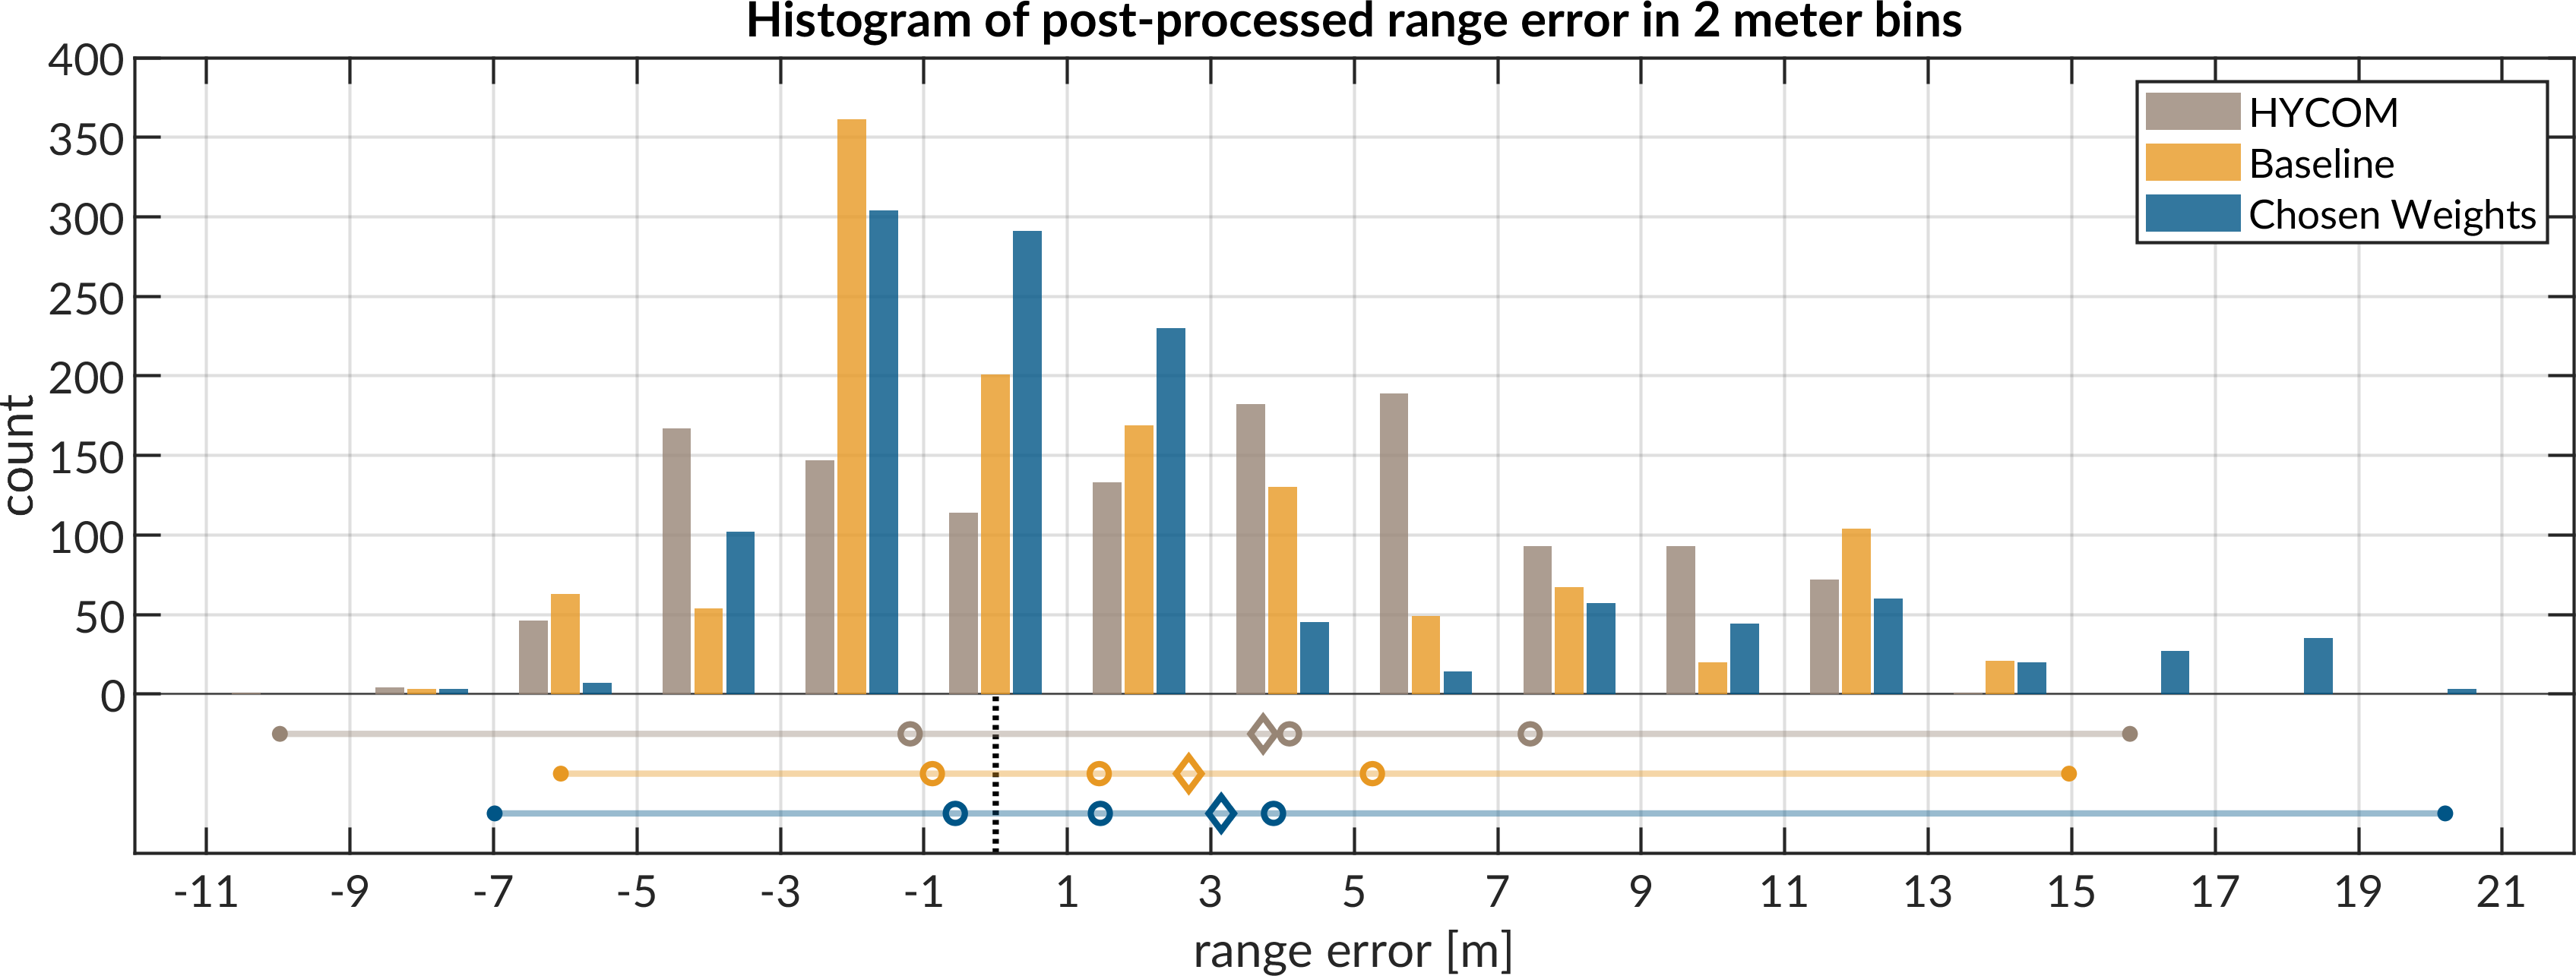 Histogram of post-processed range error in 2 meter bins
400
350
300
250
200
150
100
50
0
count
HYCOM
Baseline
Chosen Weights
-11 -9 -7 -5 -3 -1 1 3 5 7 9 11 13 15 17 19 21
range error [m]